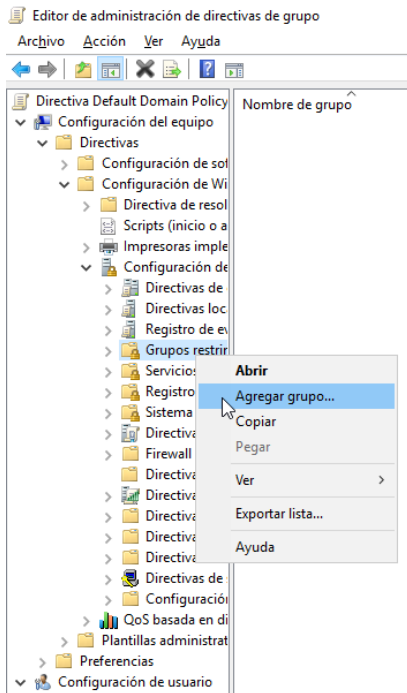 Editor de administración de directivas de grupo
Archivo Acción Ver Ayuda
Directiva Default Domain Policy
Nombre de grupo
Configuración del equipo
Directivas
Configuración de sof
Configuración de Wi
Directiva de resol
Scripts (inicio o a
Impresoras imple
Configuración de
Directivas de
Directivas loc
Registro de ev
Grupos restrir
Servicios
Abrir
Registro
Agregar grupo...
Sistema
Copiar
Directiva
Firewall
Pegar
Directiva
Directiva
Ver
Directiva
Exportar lista...
Directiva
Directiva
Ayuda
Directivas de
Configuración
QoS basada en di
Plantillas administrat
Preferencias
Configuración de usuario